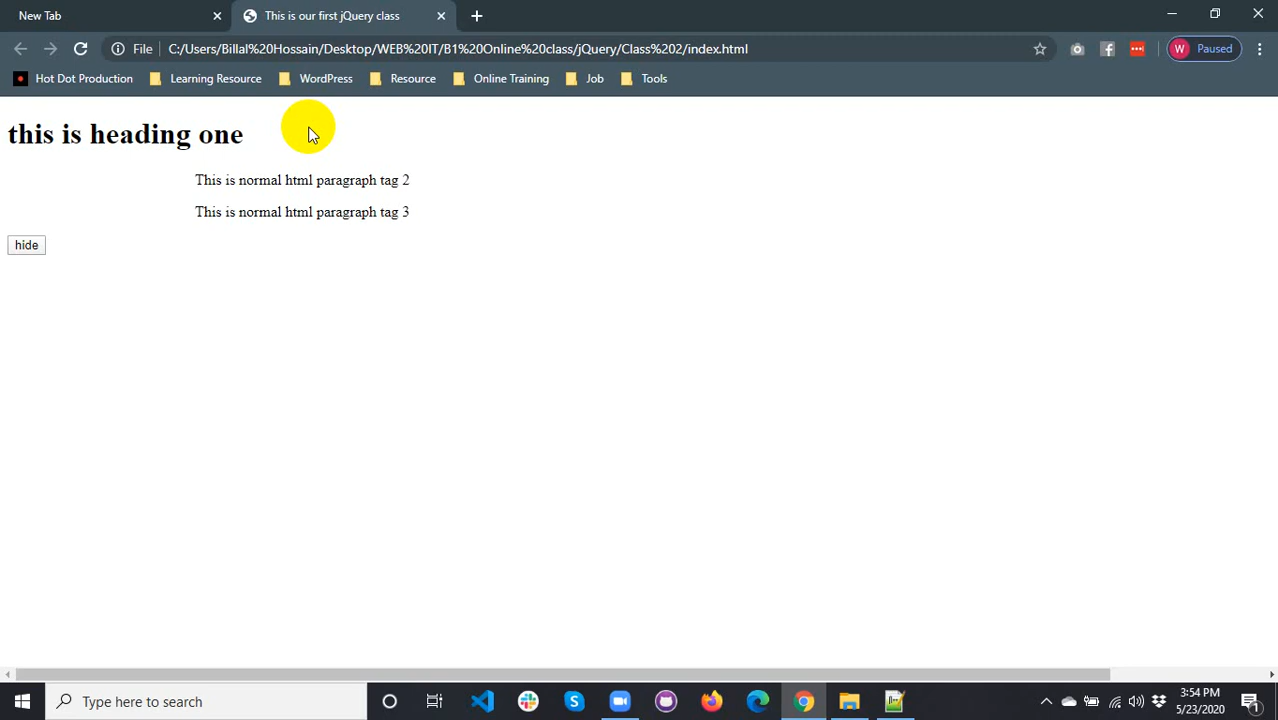 New Tab
This is our first jQuery class
File
C:/Users/Billal%20Hossain/Desktop/WEB%20IT/B1%20Online%20class/jQuery/Class%202/index.html
W
Paused
Hot Dot Production
Learning Resource
WordPress
Resource
Online Training
Job
Tools
this is heading one
This is normal html paragraph tag 2
This is normal html paragraph tag 3
hide
Type here to search
3:54 PM
5/23/2020
1